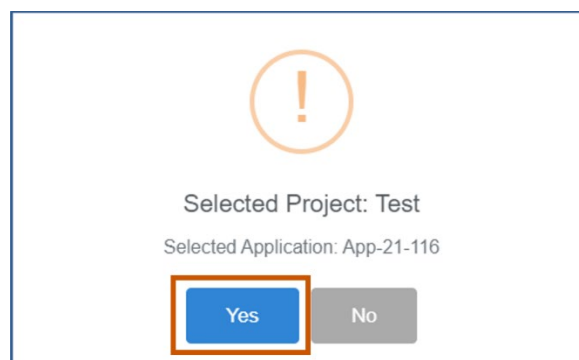 !
Selected Project: Test
Selected Application: App-21-116
Yes No